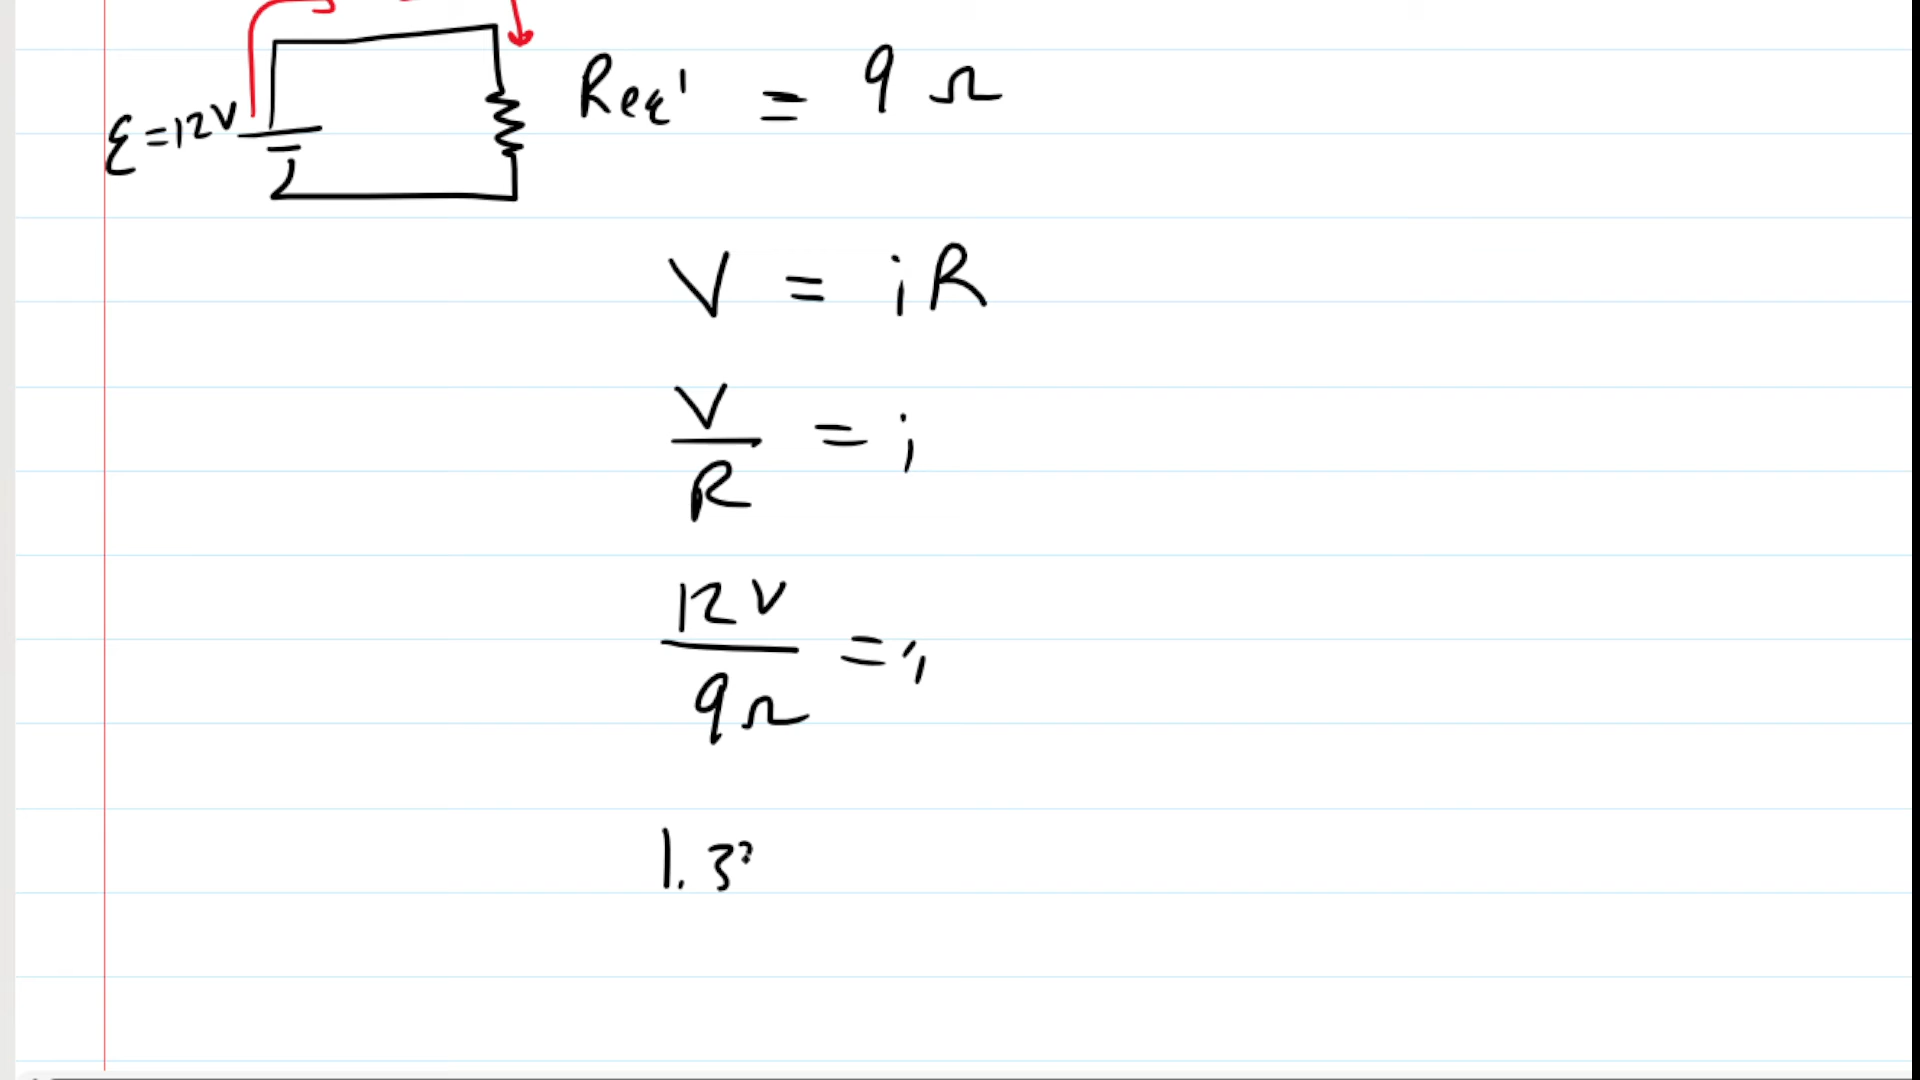 ℰ=12V
Req' = 9 Ω
V = iR
V/R = i
12V/9Ω = i
1.3